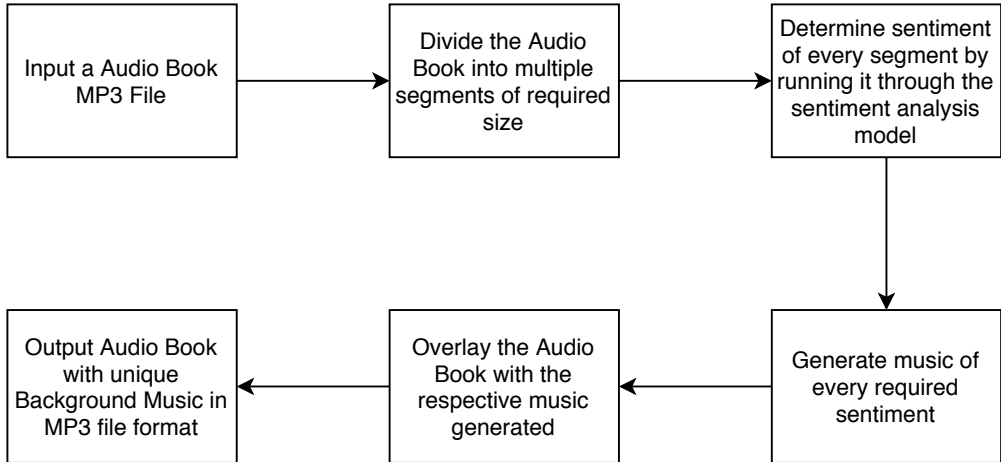 Input a Audio Book
MP3 File
Divide the Audio
Book into multiple
segments of required
size
Determine sentiment
of every segment by
running it through the
sentiment analysis
model
Generate music of
every required
sentiment
Overlay the Audio
Book with the
respective music
generated
Output Audio Book
with unique
Background Music in
MP3 file format